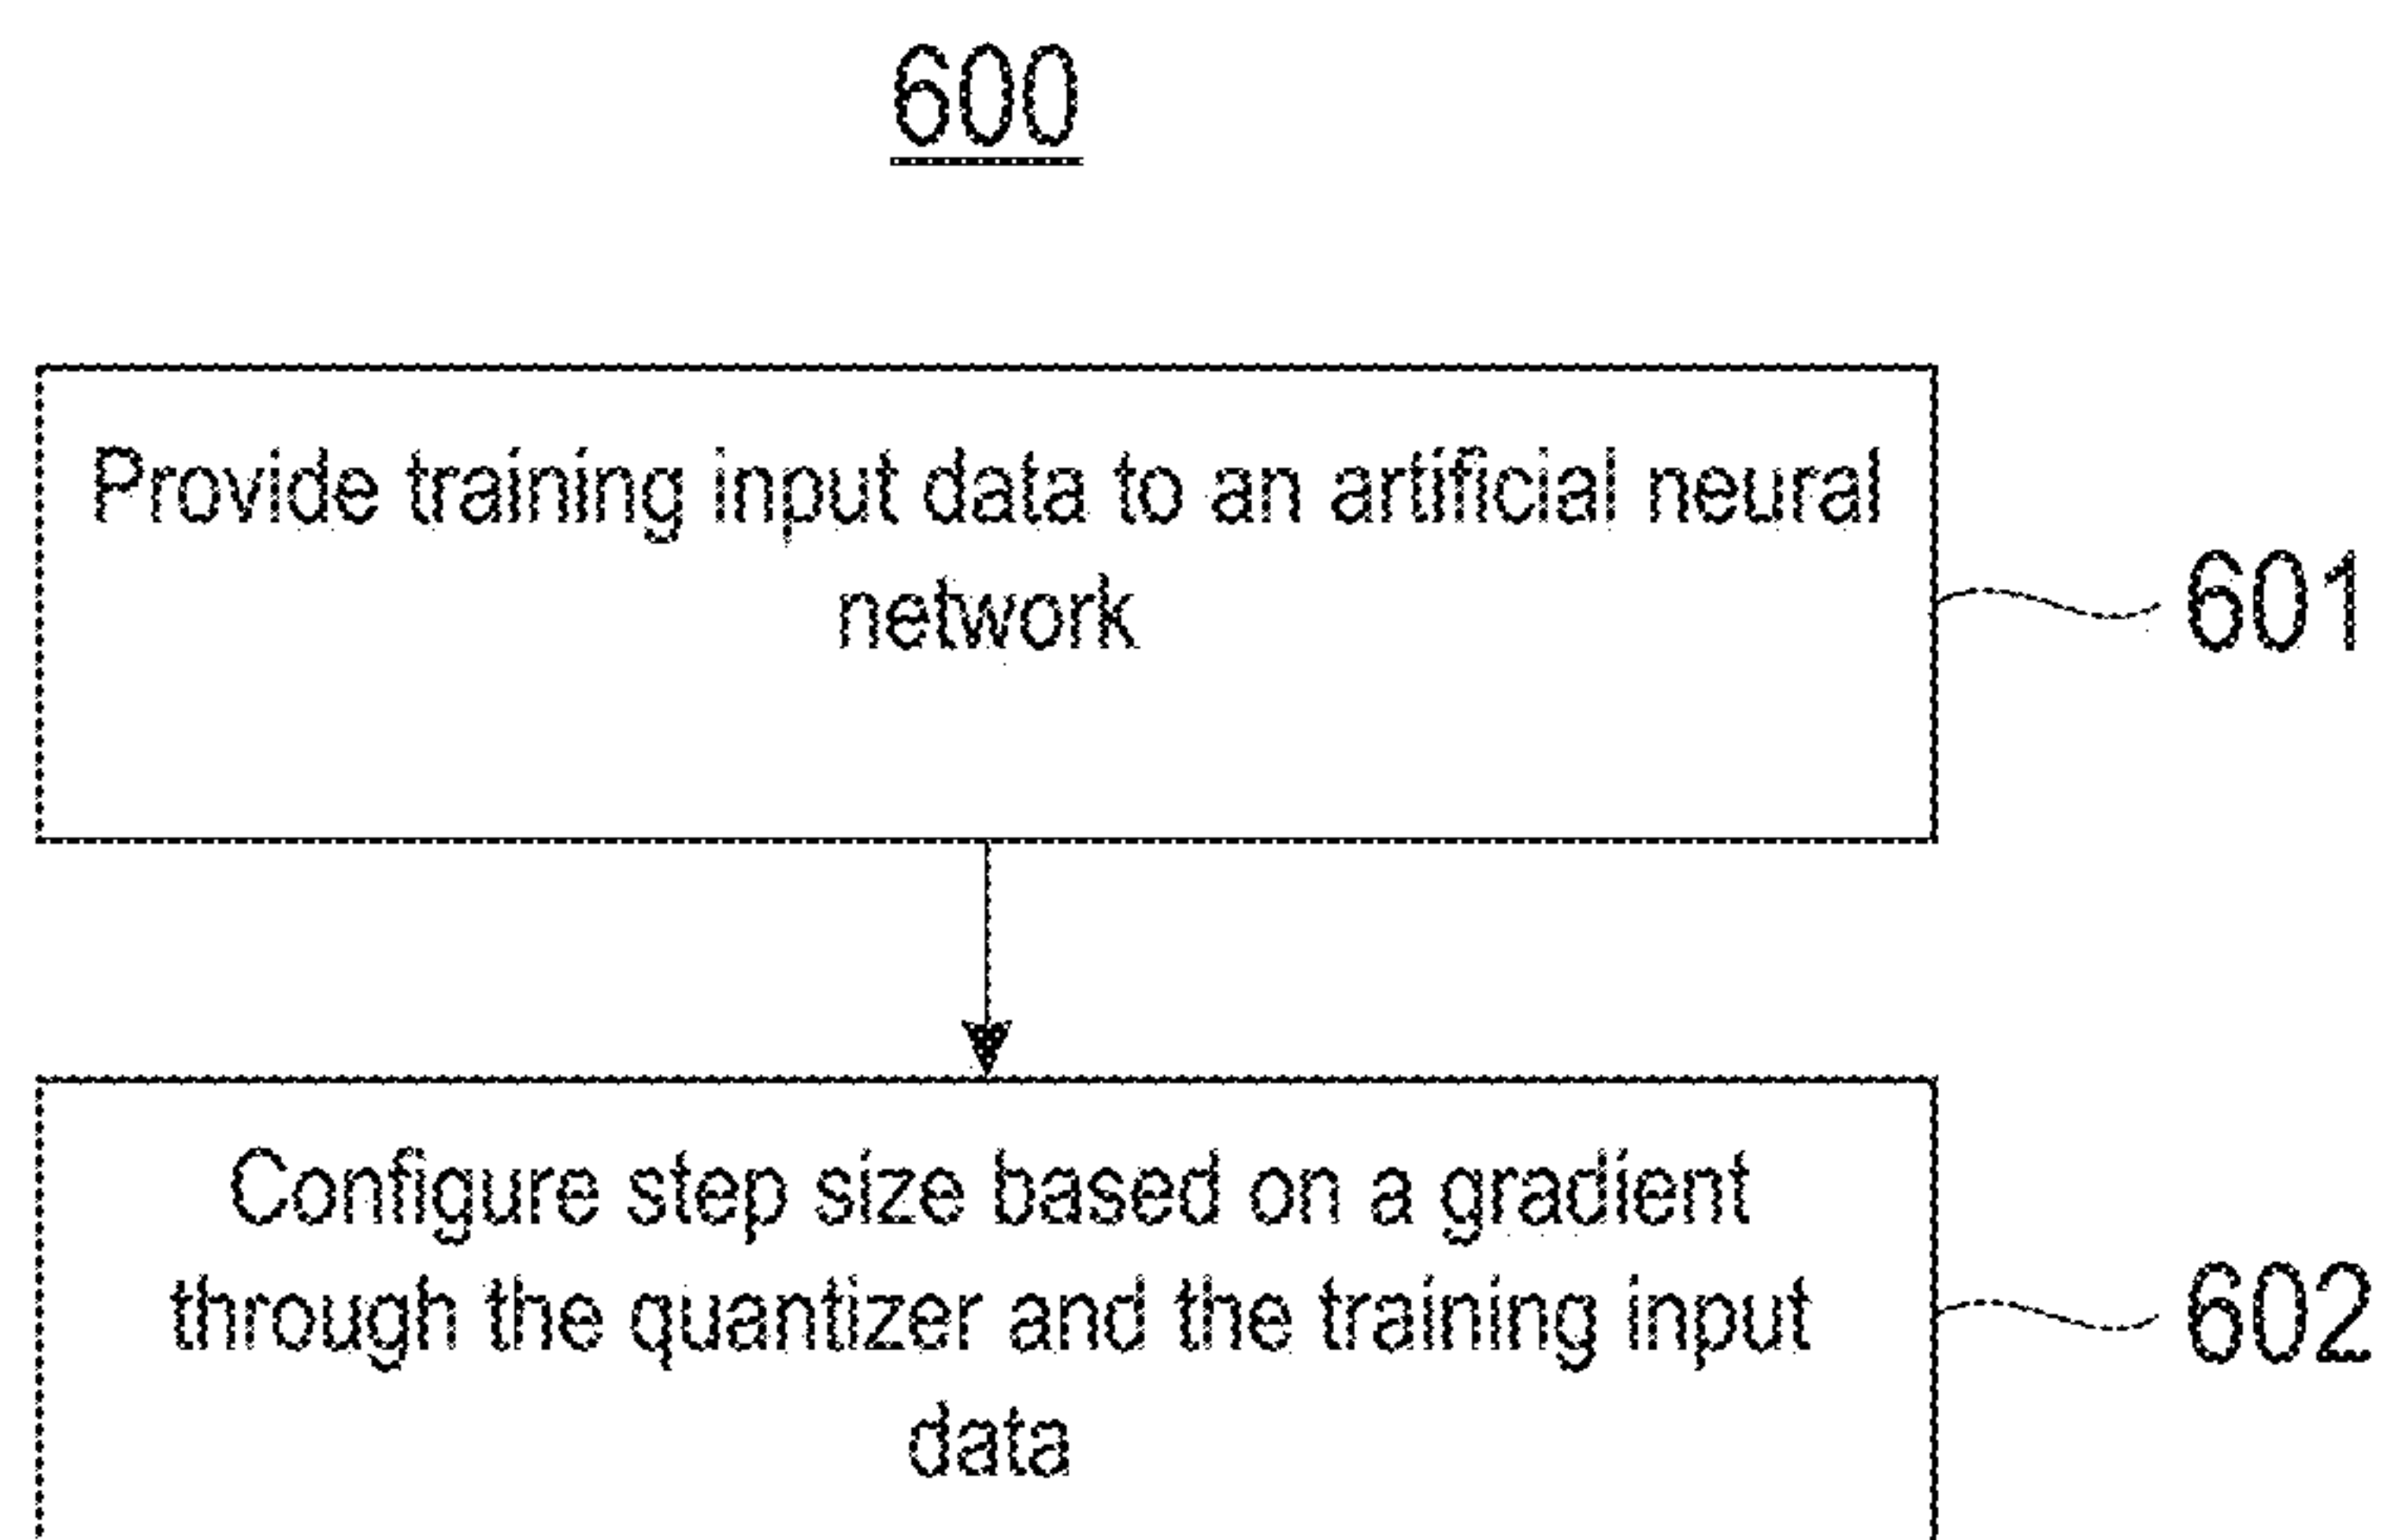 600
Provide training input data to an artificial neural
network
601
Configure step size based on a gradient
through the quantizer and the training input
data
602